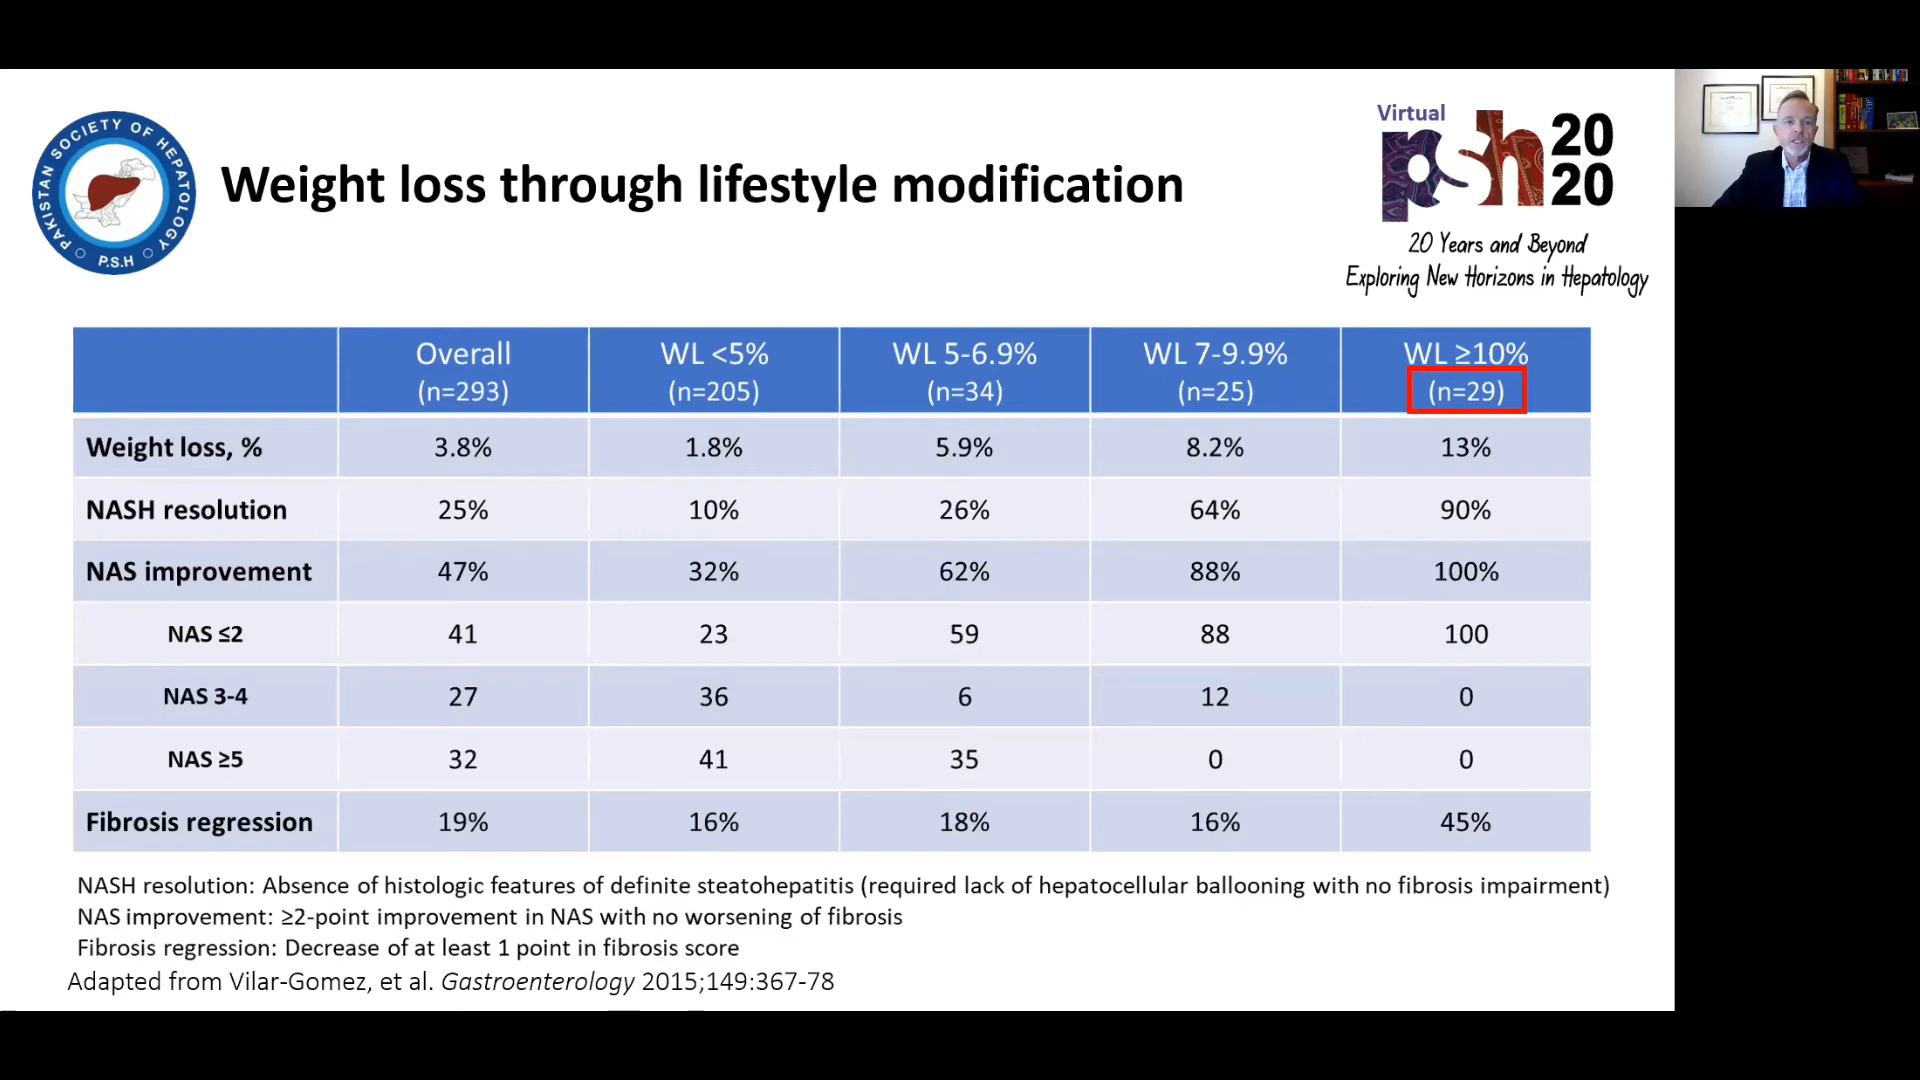 PAKISTAN SOCIETY OF HEPATOLOGY
P.S.H
Weight loss through lifestyle modification
Virtual
psh 20
20
20 Years and Beyond
Exploring New Horizons in Hepatology
Overall WL <5% WL 5-6.9% WL 7-9.9% WL ≥10%
(n=293) (n=205) (n=34) (n=25) (n=29)
Weight loss, % 3.8% 1.8% 5.9% 8.2% 13%
NASH resolution 25% 10% 26% 64% 90%
NAS improvement 47% 32% 62% 88% 100%
NAS ≤2 41 23 59 88 100
NAS 3-4 27 36 6 12 0
NAS ≥5 32 41 35 0 0
Fibrosis regression 19% 16% 18% 16% 45%
NASH resolution: Absence of histologic features of definite steatohepatitis (required lack of hepatocellular ballooning with no fibrosis impairment)
NAS improvement: ≥2-point improvement in NAS with no worsening of fibrosis
Fibrosis regression: Decrease of at least 1 point in fibrosis score
Adapted from Vilar-Gomez, et al. Gastroenterology 2015;149:367-78